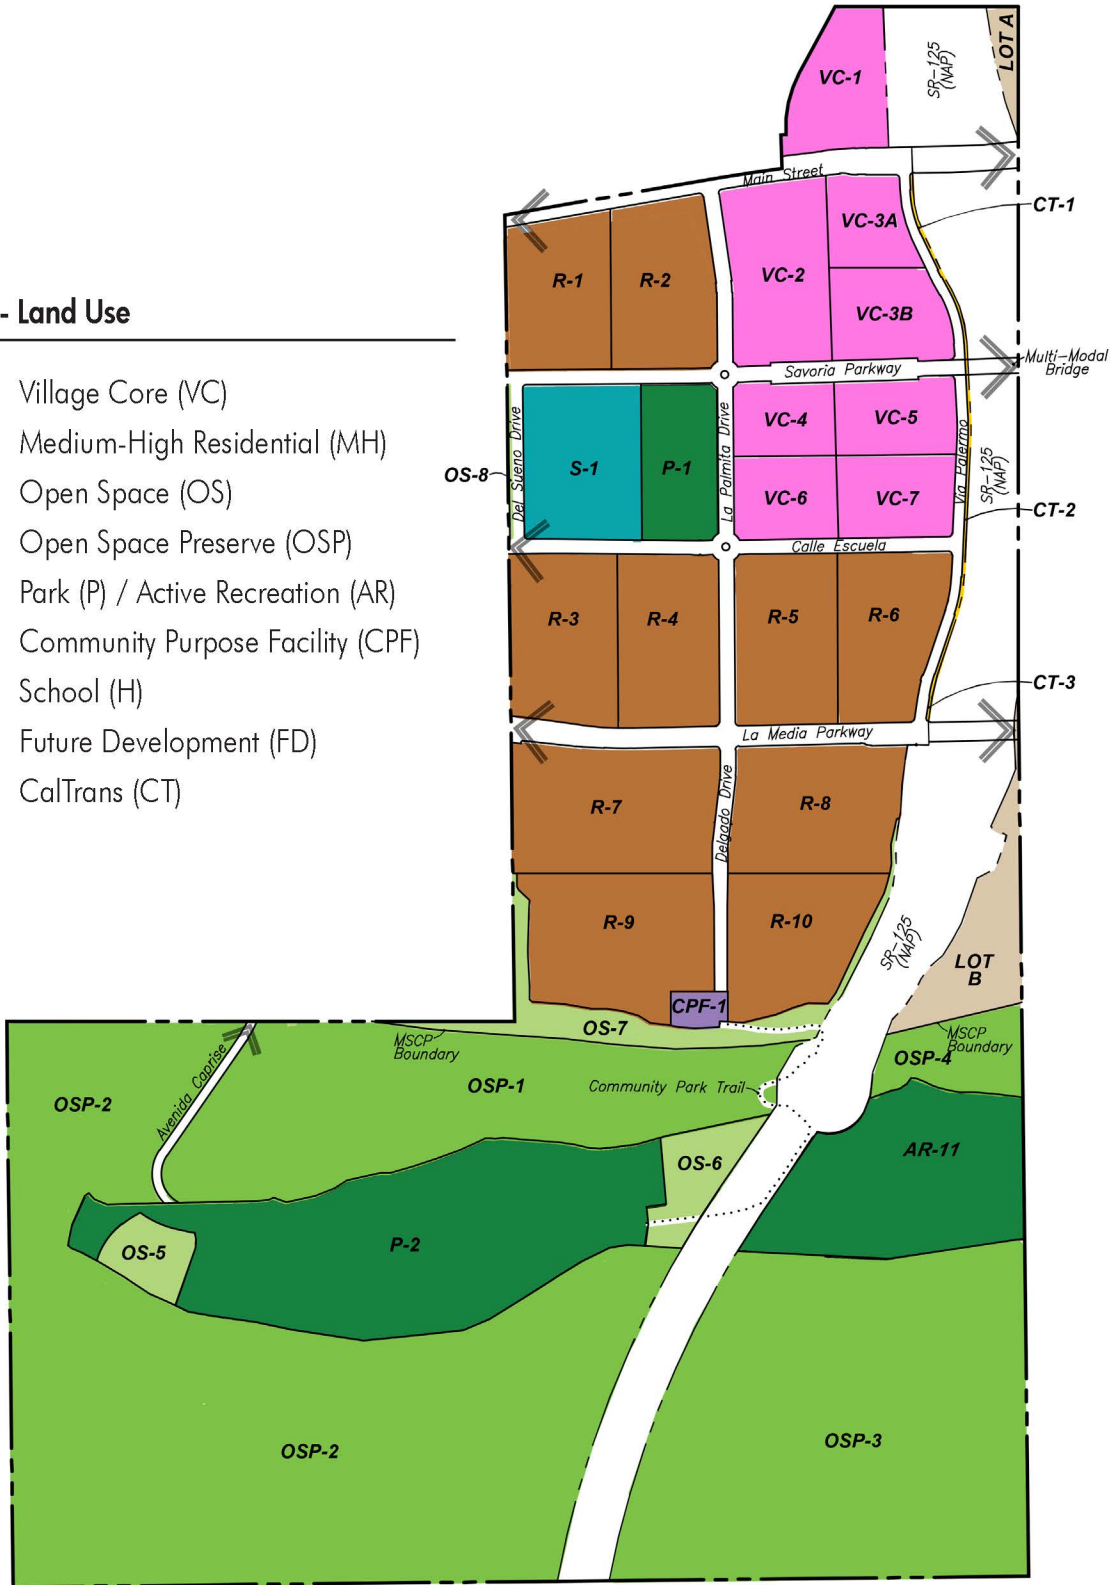 - Land Use
Village Core (VC)
Medium-High Residential (MH)
Open Space (OS)
Open Space Preserve (OSP)
Park (P) / Active Recreation (AR)
Community Purpose Facility (CPF)
School (H)
Future Development (FD)
CalTrans (CT)
LOT A
SR-125
(NAP)
VC-1
Main Street
CT-1
VC-3A
R-1
R-2
VC-2
VC-3B
Multi-Modal
Bridge
Savoria Parkway
Del Sueno Drive
La Palmita Drive
VC-4
VC-5
OS-8
S-1
P-1
Via Palermo
SR-125
(NAP)
VC-6
VC-7
CT-2
Calle Escuela
R-3
R-4
R-5
R-6
CT-3
La Media Parkway
Delgado Drive
R-7
R-8
R-9
R-10
SR-125
(NAP)
LOT
B
CPF-1
OS-7
MSCP
Boundary
MSCP
Boundary
OSP-4
Avenida Caprise
OSP-1
Community Park Trail
OSP-2
AR-11
OS-6
OS-5
P-2
OSP-2
OSP-3